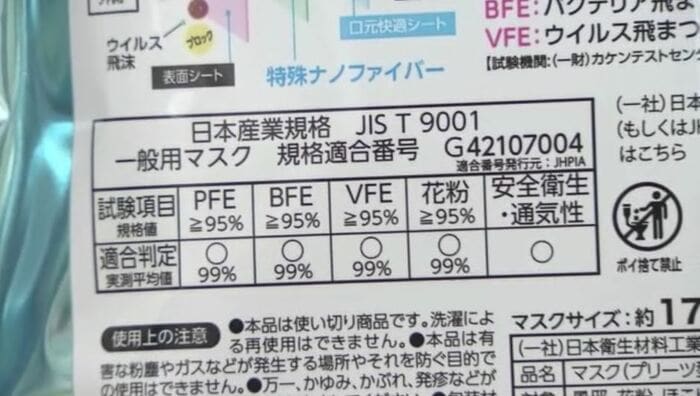 BFE:バクテリア飛ま
VFE:ウイルス飛まつ
【試験機関:(一財)カケンテストセン
ウイルス
飛沫
ブロック
表面シート
口元快適シート
特殊ナノファイバー
日本産業規格 JIS T 9001
一般用マスク 規格適合番号 G42107004
適合番号発行元:JHPIA
試験項目 規格値
PFE ≧95%
BFE ≧95%
VFE ≧95%
花粉 ≧95%
安全衛生・通気性
適合判定 実測平均値
○ 99%
○ 99%
○ 99%
○ 99%
○
(一社)日本
(もしくはJH
はこちら
ポイ捨て禁止
使用上の注意
●本品は使い切り商品です。洗濯によ
る再使用はできません。●本品は有
害な粉塵やガスなどが発生する場所やそれを防ぐ目的で
の使用はできません。●万一、かゆみ、かぶれ、発疹などが
マスクサイズ:約17
(一社)日本衛生材料工業
品名 マスク(プリーツ